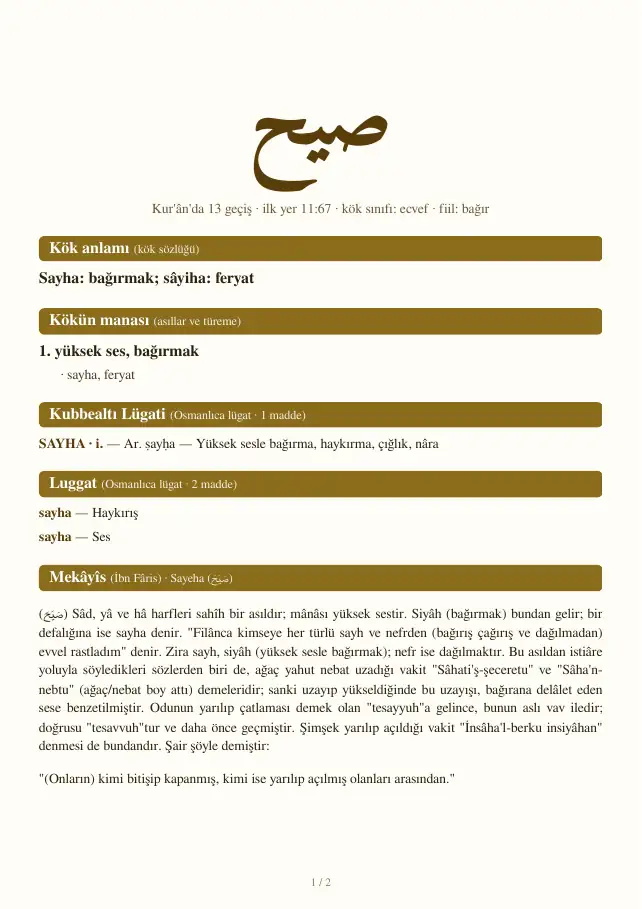 صيح
Kur'ân'da 13 geçiş · ilk yer 11:67 · kök sınıfı: ecvef · fiil: bağır
Kök anlamı (kök sözlüğü)
Sayha: bağırmak; sâyiha: feryat
Kökün manası (asıllar ve türeme)
1. yüksek ses, bağırmak
· sayha, feryat
Kubbealtı Lügati (Osmanlıca lügat · 1 madde)
SAYHA · i. — Ar. ṣayḥa — Yüksek sesle bağırma, haykırma, çığlık, nâra
Luggat (Osmanlıca lügat · 2 madde)
sayha — Haykırış
sayha — Ses
Mekâyîs (İbn Fâris) · Sayeha (صَيَحَ)
(صَيَحَ) Sâd, yâ ve hâ harfleri sahîh bir asıldır; mânâsı yüksek sestir. Siyâh (bağırmak) bundan gelir; bir
defalığına ise sayha denir. "Filânca kimseye her türlü sayh ve nefrden (bağırış çağırış ve dağılmadan)
evvel rastladım" denir. Zira sayh, siyâh (yüksek sesle bağırmak); nefr ise dağılmaktır. Bu asıldan istiâre
yoluyla söyledikleri sözlerden biri de, ağaç yahut nebat uzadığı vakit "Sâhati'ş-şeceretu" ve "Sâha'n-
nebtu" (ağaç/nebat boy attı) demeleridir; sanki uzayıp yükseldiğinde bu uzayışı, bağırana delâlet eden
sese benzetilmiştir. Odunun yarılıp çatlaması demek olan "tesayyuh"a gelince, bunun aslı vav iledir;
doğrusu "tesavvuh"tur ve daha önce geçmiştir. Şimşek yarılıp açıldığı vakit "İnsâha'l-berku insiyâhan"
denmesi de bundandır. Şair şöyle demiştir:
"(Onların) kimi bitişip kapanmış, kimi ise yarılıp açılmış olanları arasından."
1 / 2